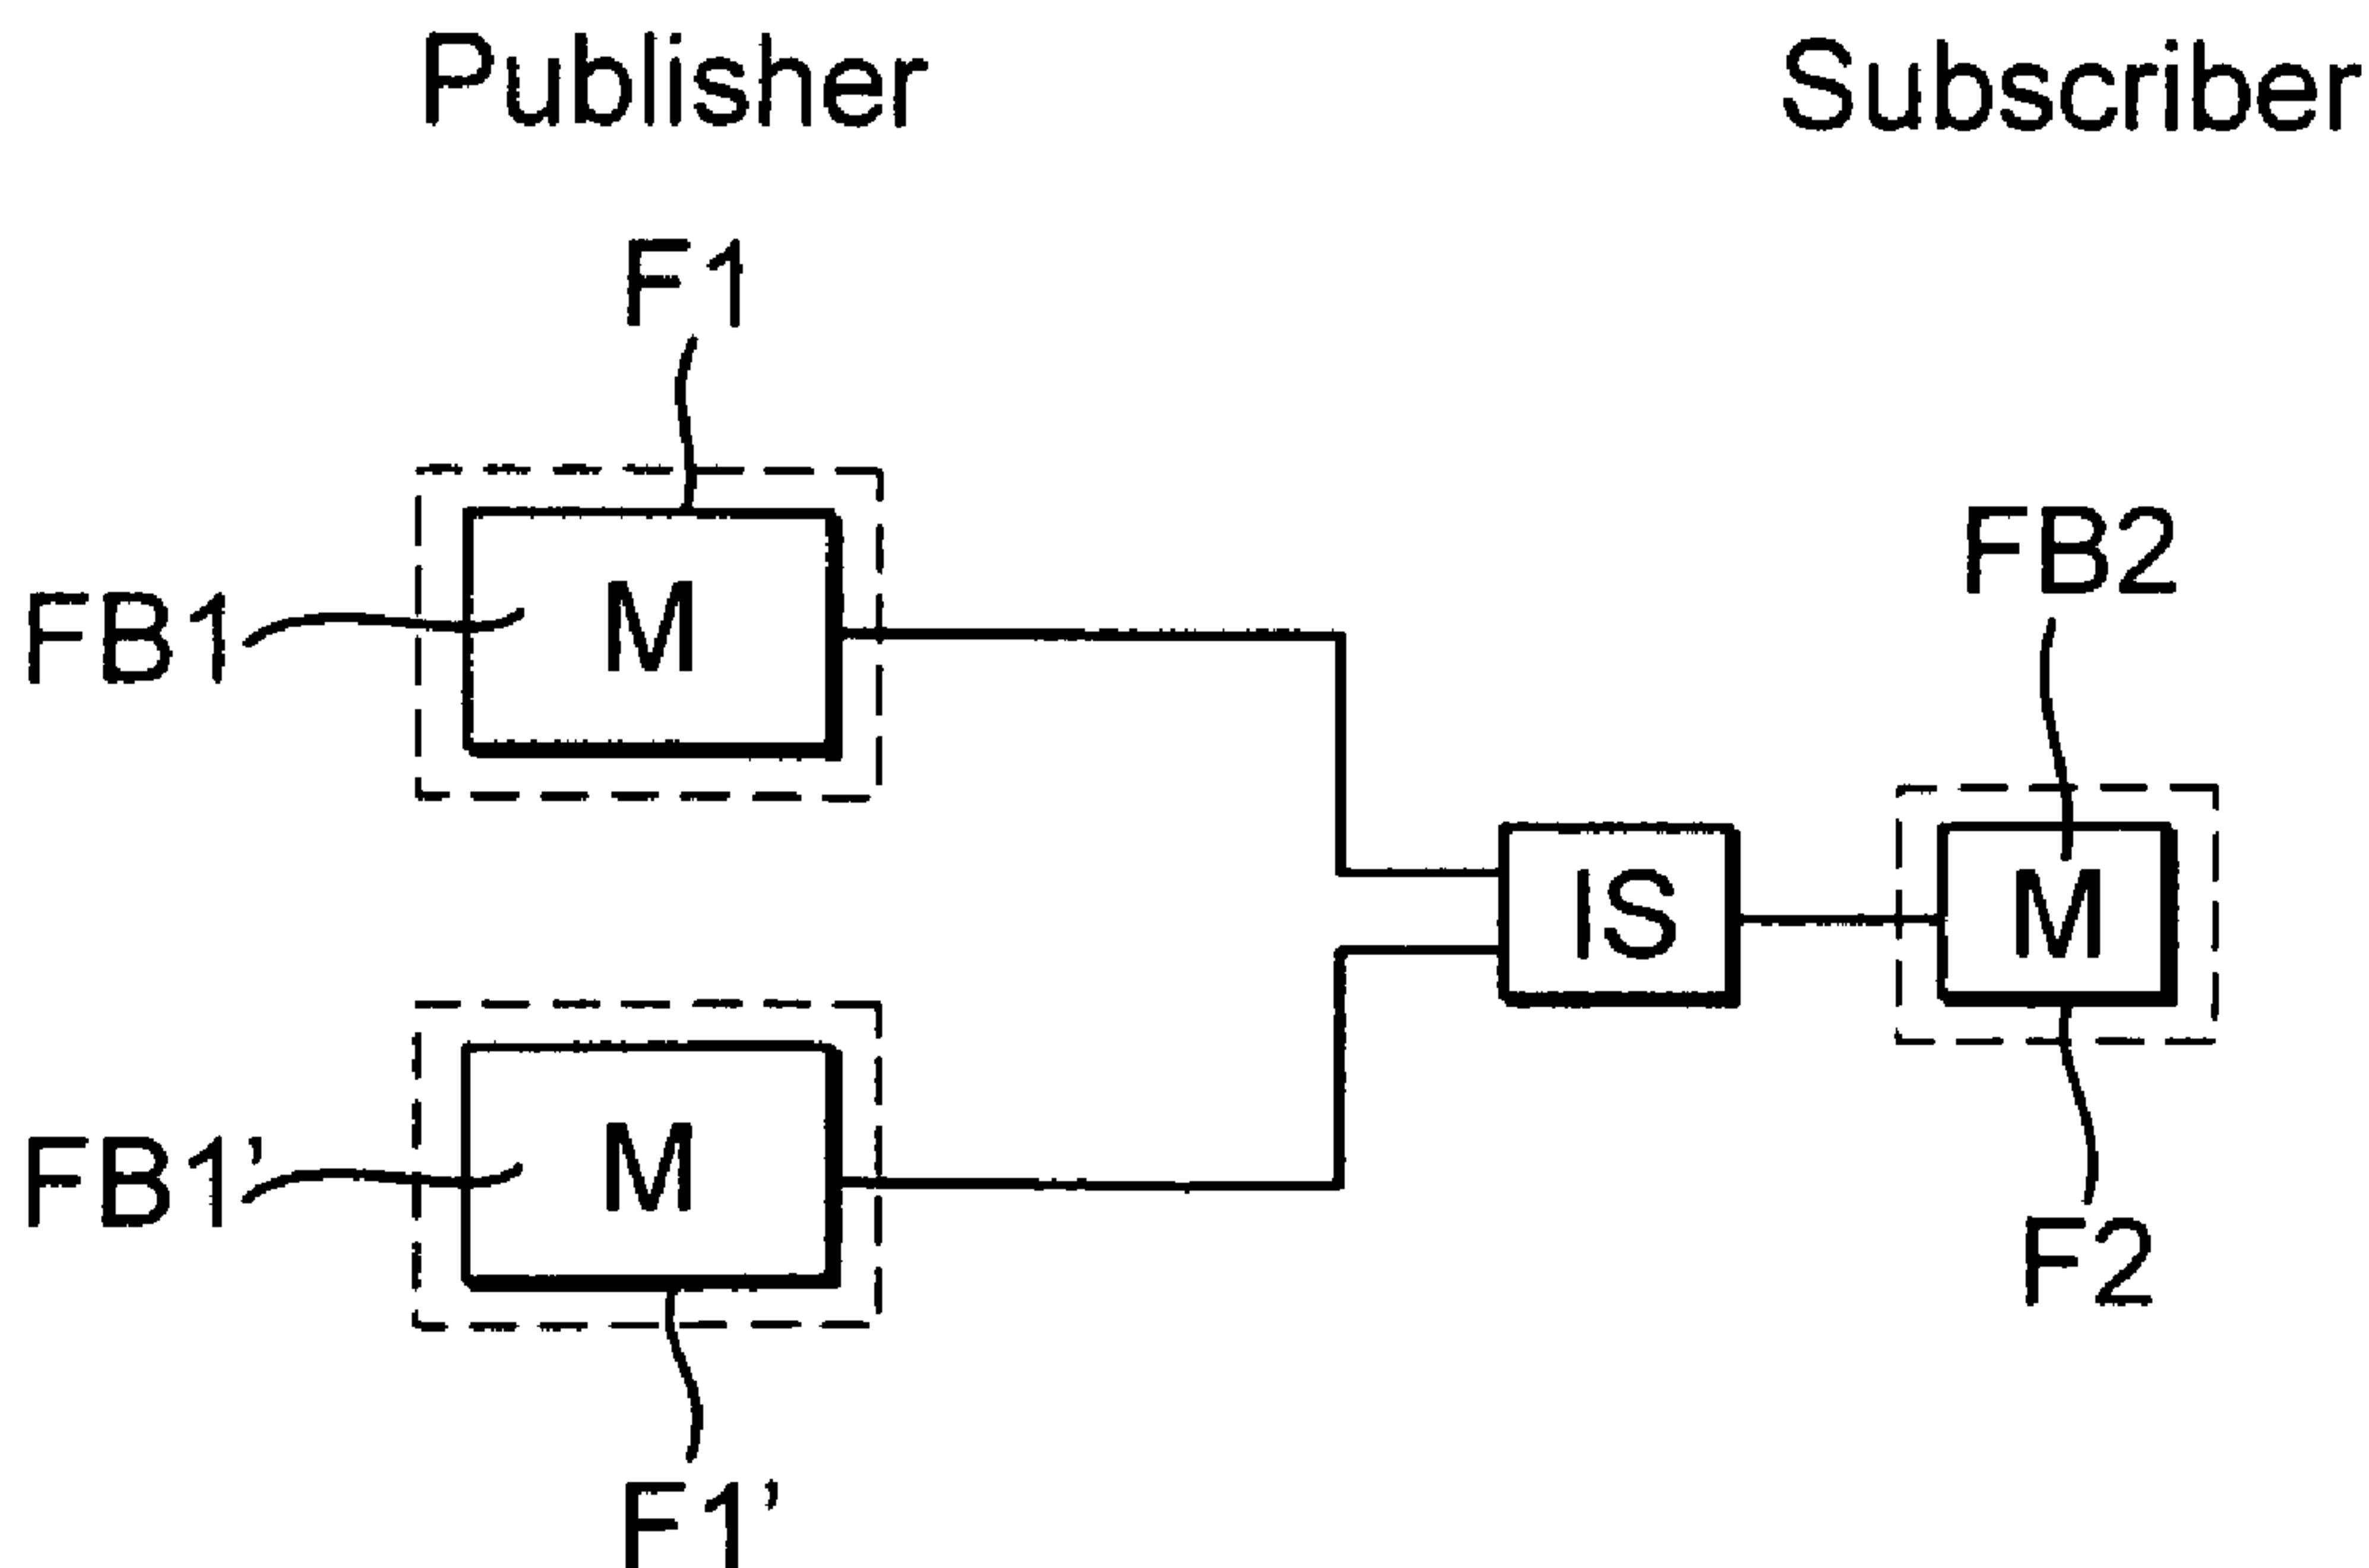 Publisher
Subscriber
F1
FB1
M
FB2
IS
M
FB1’
M
F2
F1’